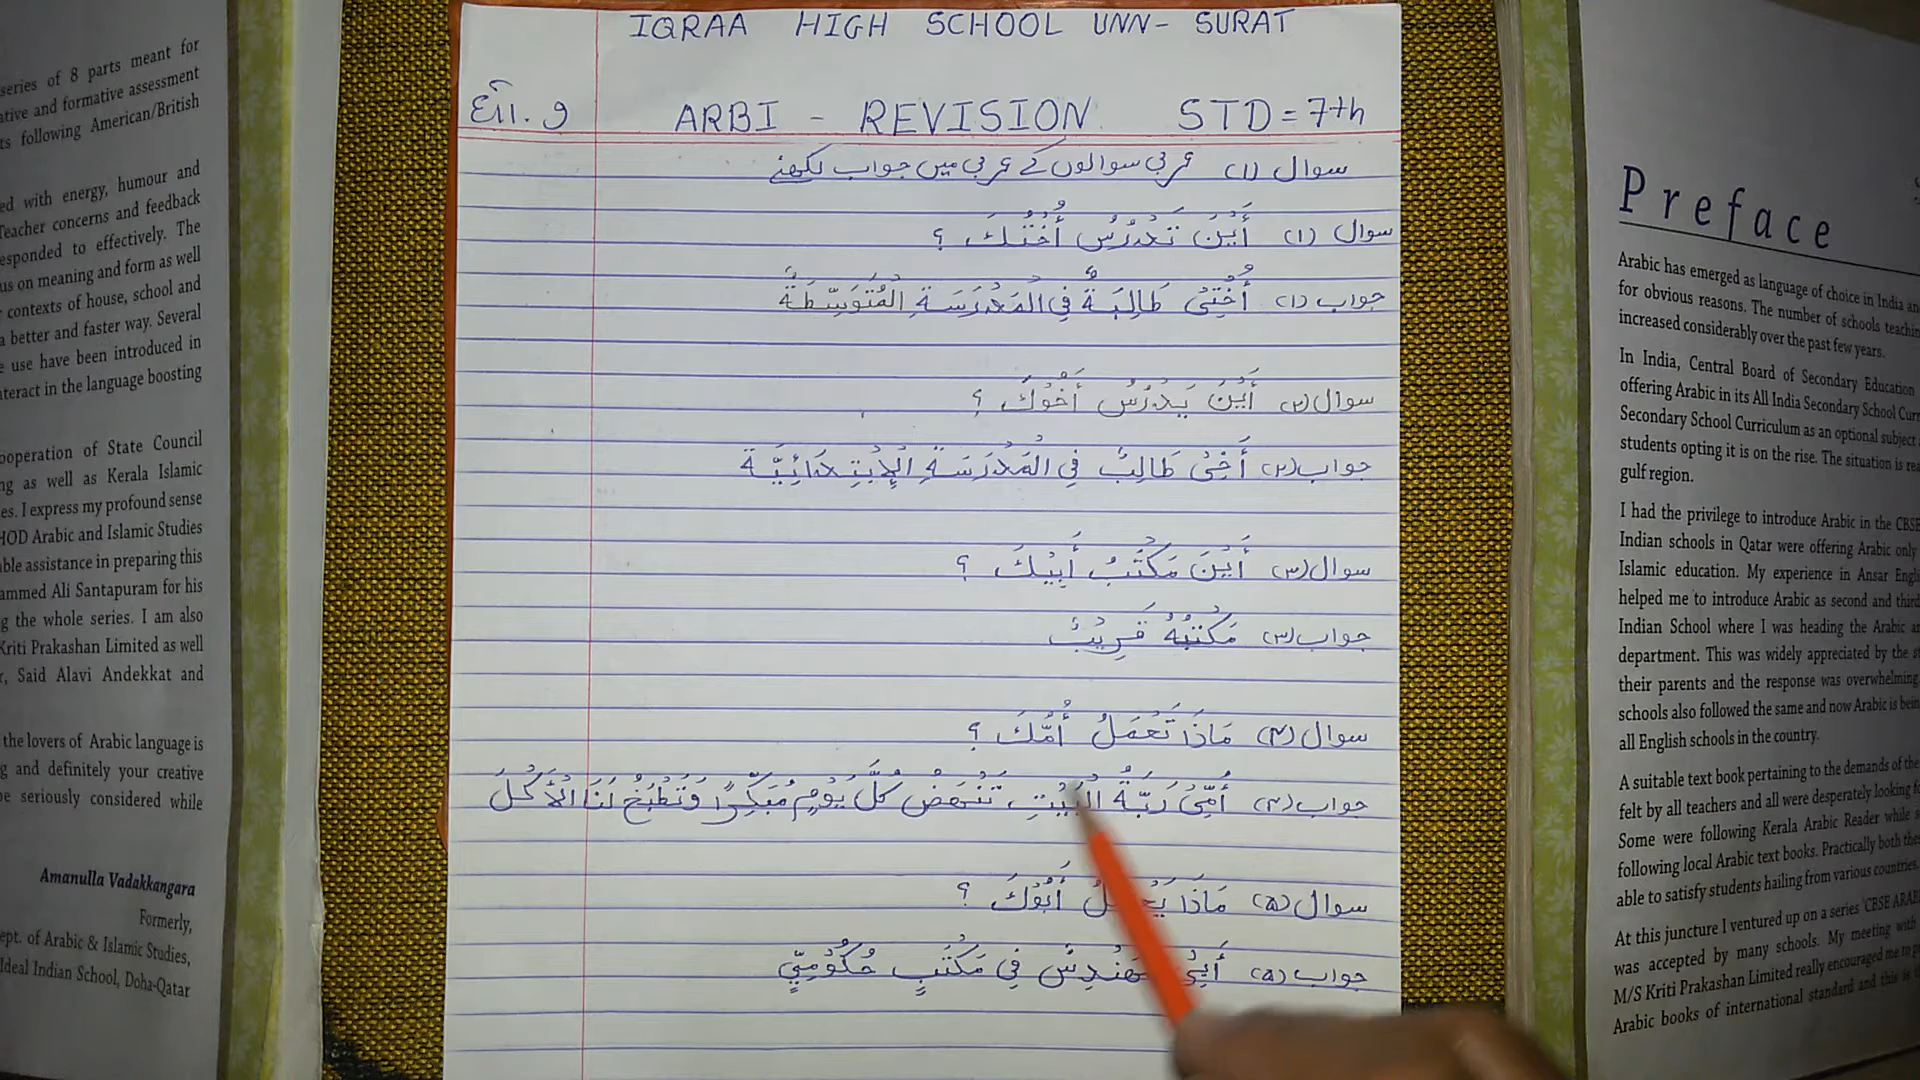 IQRAA HIGH SCHOOL UNN- SURAT
ધો. ૭ ARBI - REVISION STD = 7th
سوال (۱) عربی سوالوں کے عربی میں جواب لکھئے
سوال (۱) أَيْنَ تَدْرُسُ أُخْتُكَ ؟
جواب (۱) أُخْتِيْ طَالِبَةٌ فِي الْمَدْرَسَةِ الْمُتَوَسِّطَةِ
سوال (۲) أَيْنَ يَدْرُسُ أَخُوْكَ ؟
جواب (۲) أَخِيْ طَالِبٌ فِي الْمَدْرَسَةِ الْإِبْتِدَائِيَّة
سوال (۳) أَيْنَ مَكْتَبُ أَبِيْكَ ؟
جواب (۳) مَكْتَبُهُ قَرِيْبٌ
سوال (۴) مَاذَا تَعْمَلُ أُمُّكَ ؟
جواب (۴) أُمِّيْ رَبَّةُ الْبَيْتِ تَنْهَضُ كُلَّ يَوْمٍ مُبَكِّرًا وَتَطْبَخُ لَنَا الْأَكْلَ
سوال (۵) مَاذَا أَبُوْكَ ؟
جواب (۵) أَبِيْ مُهَنْدِسٌ فِي مَكْتَبٍ حُكُوْمِيٍّ
series of 8 parts meant for
ative and formative assessment
ts following American/British
ed with energy, humour and
Teacher concerns and feedback
esponded to effectively. The
us on meaning and form as well
contexts of house, school and
a better and faster way. Several
e use have been introduced in
nteract in the language boosting
ooperation of State Council
ng as well as Kerala Islamic
es. I express my profound sense
HOD Arabic and Islamic Studies
able assistance in preparing this
ammed Ali Santapuram for his
g the whole series. I am also
Kriti Prakashan Limited as well
r, Said Alavi Andekkat and
the lovers of Arabic language is
g and definitely your creative
be seriously considered while
Amanulla Vadakkangara
Formerly,
ept. of Arabic & Islamic Studies,
Ideal Indian School, Doha-Qatar
Preface
Arabic has emerged as language of choice in India an
for obvious reasons. The number of schools teachin
increased considerably over the past few years.
In India, Central Board of Secondary Education
offering Arabic in its All India Secondary School Curr
Secondary School Curriculum as an optional subject
students opting it is on the rise. The situation is rea
gulf region.
I had the privilege to introduce Arabic in the CBSE
Indian schools in Qatar were offering Arabic only
Islamic education. My experience in Ansar Engli
helped me to introduce Arabic as second and third
Indian School where I was heading the Arabic a
department. This was widely appreciated by the s
their parents and the response was overwhelming
schools also followed the same and now Arabic is bein
all English schools in the country.
A suitable text book pertaining to the demands of the
felt by all teachers and all were desperately looking f
Some were following Kerala Arabic Reader while s
following local Arabic text books. Practically both the
able to satisfy students hailing from various countries.
At this juncture I ventured up on a series 'CBSE ARAB
was accepted by many schools. My meeting with
M/S Kriti Prakashan Limited really encouraged me to
Arabic books of international standard and this is